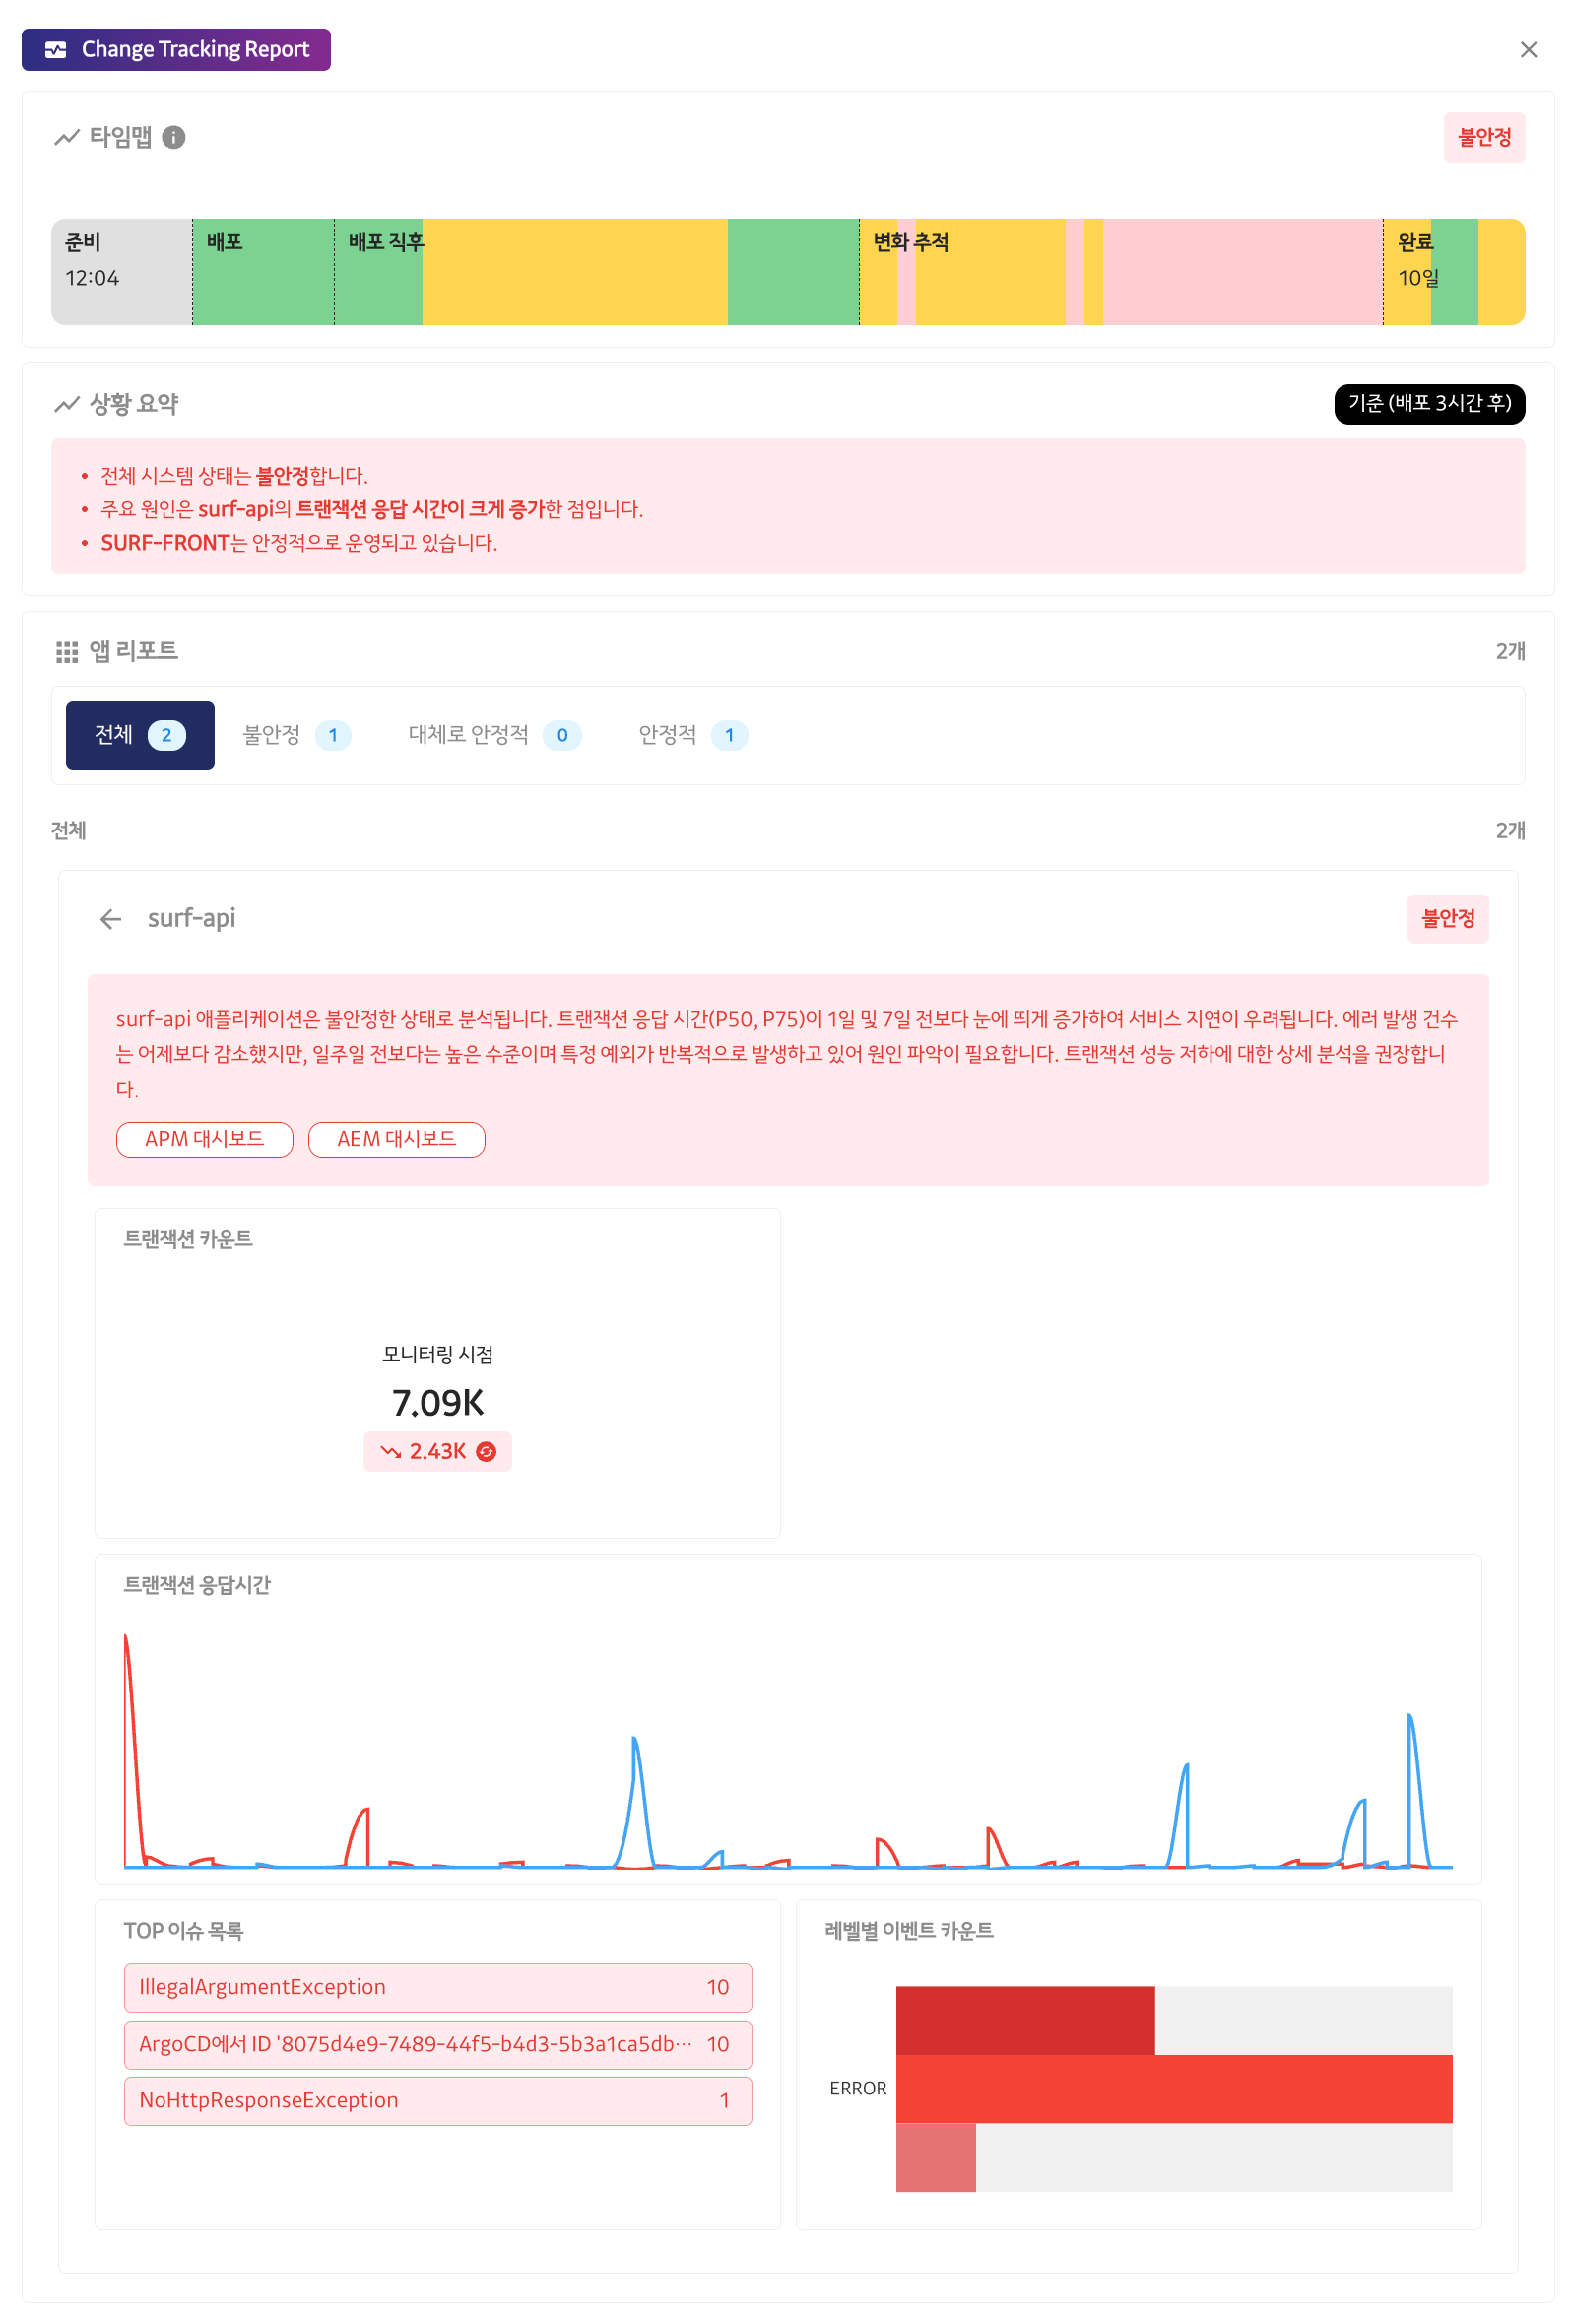 Change Tracking Report
타임맵
불안정
준비
배포
배포 직후
변화 추적
완료
12:04
10일
상황 요약
기준 (배포 3시간 후)
• 전체 시스템 상태는 불안정합니다.
• 주요 원인은 surf-api의 트랜잭션 응답 시간이 크게 증가한 점입니다.
• SURF-FRONT는 안정적으로 운영되고 있습니다.
앱 리포트
2개
전체 2
불안정 1
대체로 안정적 0
안정적 1
전체
2개
surf-api
불안정
surf-api 애플리케이션은 불안정한 상태로 분석됩니다. 트랜잭션 응답 시간(P50, P75)이 1일 및 7일 전보다 눈에 띄게 증가하여 서비스 지연이 우려됩니다. 에러 발생 건수
는 어제보다 감소했지만, 일주일 전보다는 높은 수준이며 특정 예외가 반복적으로 발생하고 있어 원인 파악이 필요합니다. 트랜잭션 성능 저하에 대한 상세 분석을 권장합니
다.
APM 대시보드
AEM 대시보드
트랜잭션 카운트
모니터링 시점
7.09K
2.43K
트랜잭션 응답시간
TOP 이슈 목록
IllegalArgumentException 10
ArgoCD에서 ID '8075d4e9-7489-44f5-b4d3-5b3a1ca5db… 10
NoHttpResponseException 1
레벨별 이벤트 카운트
ERROR